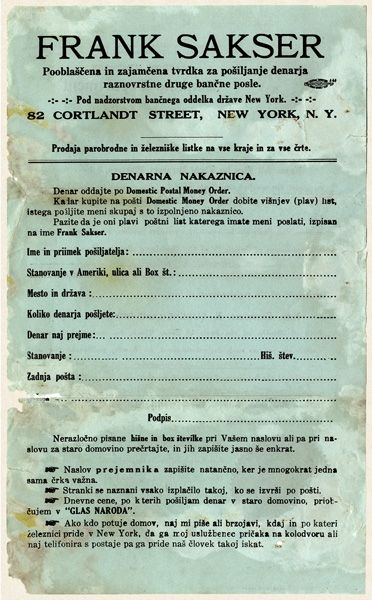 FRANK SAKSER
Pooblaščena in zajamčena tvrdka za pošiljanje denarja
raznovrstne druge bančne posle.
-:- -:- Pod nadzorstvom bančnega oddelka države New York. -:- -:-
82 CORTLANDT STREET, NEW YORK, N. Y.
Prodaja parobrodne in železniške listke na vse kraje in za vse črte.
DENARNA NAKAZNICA.
Denar oddajte po Domestic Postal Money Order.
Kadar kupite na pošti Domestic Money Order dobite višnjev (plav) list,
istega pošljite meni skupaj s to izpolnjeno nakaznico.
Pazite da je oni plavi poštni list katerega imate meni poslati, izpisan
na ime Frank Sakser.
Ime in priimek pošiljatelja:
Stanovanje v Ameriki, ulica ali Box št.:
Mesto in država:
Koliko denarja pošljete:
Denar naj prejme:
Stanovanje: Hiš. štev.
Zadnja pošta:
Podpis
Nerazločno pisane hišne in box številke pri Vašem naslovu ali pa pri na-
slovu za staro domovino prečrtajte, in jih zapišite jasno še enkrat.
Naslov prejemnika zapišite natančno, ker je mnogokrat jedna
sama črka važna.
Stranki se naznani vsako izplačilo takoj, ko se izvrši po pošti.
Dnevne cene, po kterih pošiljam denar v staro domovino, priob-
čujem v "GLAS NARODA".
Ako kdo potuje domov, naj mi piše ali brzojavi, kdaj in po kateri
železnici pride v New York, da ga moj uslužbenec pričaka na kolodvoru ali
naj telifonira s postaje pa ga pride naš človek takoj iskat.